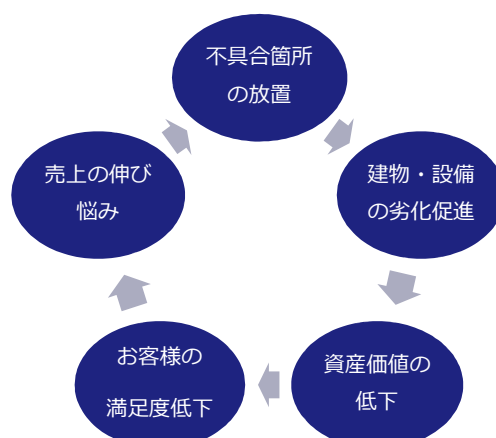 不具合箇所
の放置
建物・設備
の劣化促進
資産価値の
低下
お客様の
満足度低下
売上の伸び
悩み